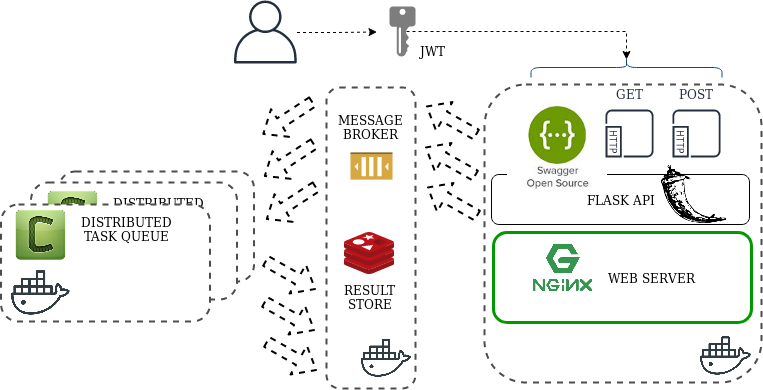 JWT
GET
POST
HTTP
HTTP
{···}
Swagger
Open Source
MESSAGE
BROKER
FLASK API
C
DISTRIBUTED
C
DISTRIBUTED
TASK QUEUE
G
NGINX
WEB SERVER
RESULT
STORE